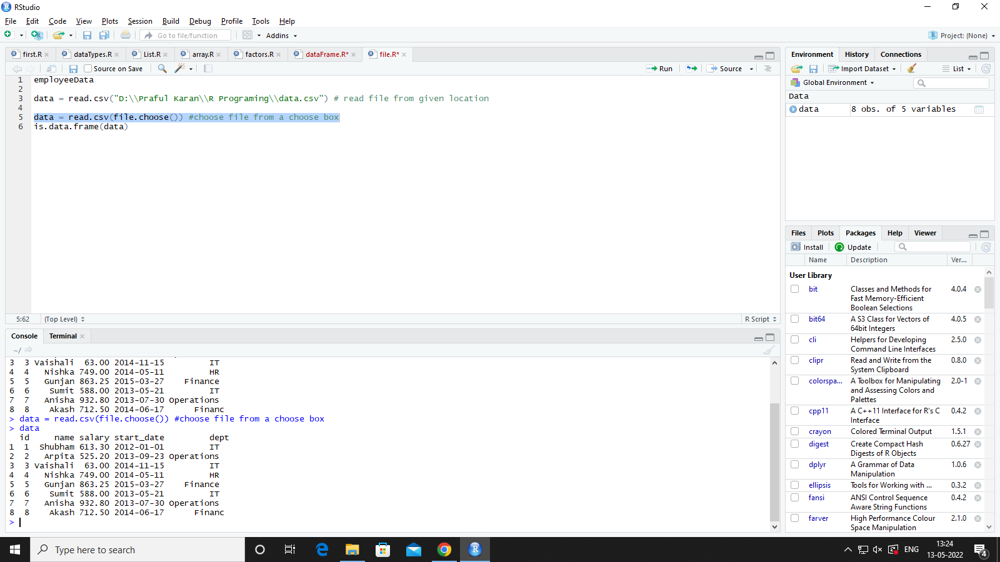 RStudio
File Edit Code View Plots Session Build Debug Profile Tools Help
Go to file/function Addins Project: (None)
first.R dataTypes.R List.R array.R factors.R dataFrame.R* file.R*
Source on Save Run Source
1 employeeData
2
3 data = read.csv("D:\\Praful Karan\\R Programing\\data.csv") # read file from given location
4
5 data = read.csv(file.choose()) #choose file from a choose box
6 is.data.frame(data)
5:62 (Top Level) R Script
Console Terminal
~/
3 3 Vaishali 63.00 2014-11-15 IT
4 4 Nishka 749.00 2014-05-11 HR
5 5 Gunjan 863.25 2015-03-27 Finance
6 6 Sumit 588.00 2013-05-21 IT
7 7 Anisha 932.80 2013-07-30 Operations
8 8 Akash 712.50 2014-06-17 Financ
> data = read.csv(file.choose()) #choose file from a choose box
> data
id name salary start_date dept
1 1 Shubham 613.30 2012-01-01 IT
2 2 Arpita 525.20 2013-09-23 Operations
3 3 Vaishali 63.00 2014-11-15 IT
4 4 Nishka 749.00 2014-05-11 HR
5 5 Gunjan 863.25 2015-03-27 Finance
6 6 Sumit 588.00 2013-05-21 IT
7 7 Anisha 932.80 2013-07-30 Operations
8 8 Akash 712.50 2014-06-17 Financ
>
Environment History Connections
Import Dataset List
Global Environment
Data
data 8 obs. of 5 variables
Files Plots Packages Help Viewer
Install Update
Name Description Ver...
User Library
bit Classes and Methods for 4.0.4
Fast Memory-Efficient
Boolean Selections
bit64 A S3 Class for Vectors of 4.0.5
64bit Integers
cli Helpers for Developing 2.5.0
Command Line Interfaces
clipr Read and Write from the 0.8.0
System Clipboard
colorspa... A Toolbox for Manipulating 2.0-1
and Assessing Colors and
Palettes
cpp11 A C++11 Interface for R's C 0.4.2
Interface
crayon Colored Terminal Output 1.5.1
digest Create Compact Hash 0.6.27
Digests of R Objects
dplyr A Grammar of Data 1.0.6
Manipulation
ellipsis Tools for Working with ... 0.3.2
fansi ANSI Control Sequence 0.4.2
Aware String Functions
farver High Performance Colour 2.1.0
Space Manipulation
Type here to search
ENG
13:24
13-05-2022
4